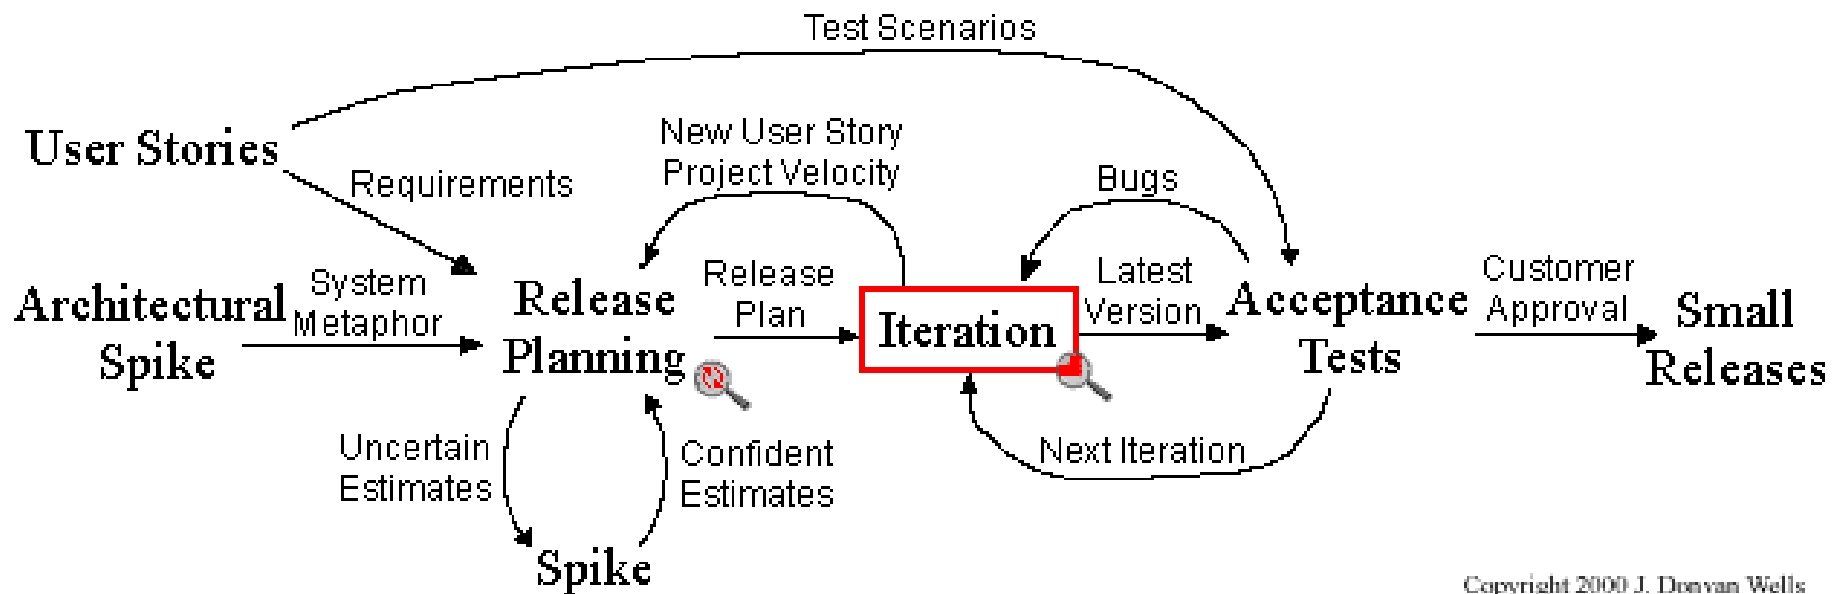 Test Scenarios
User Stories
Requirements
New User Story
Project Velocity
Bugs
Architectural
Spike
System
Metaphor
Release
Planning
Release
Plan
Iteration
Latest
Version
Acceptance
Tests
Customer
Approval
Small
Releases
Uncertain
Estimates
Confident
Estimates
Next Iteration
Spike
Copyright 2000 J. Donvan Wells